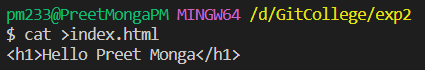 pm233@PreetMongaPM MINGW64 /d/GitCollege/exp2
$ cat >index.html
<h1>Hello Preet Monga</h1>